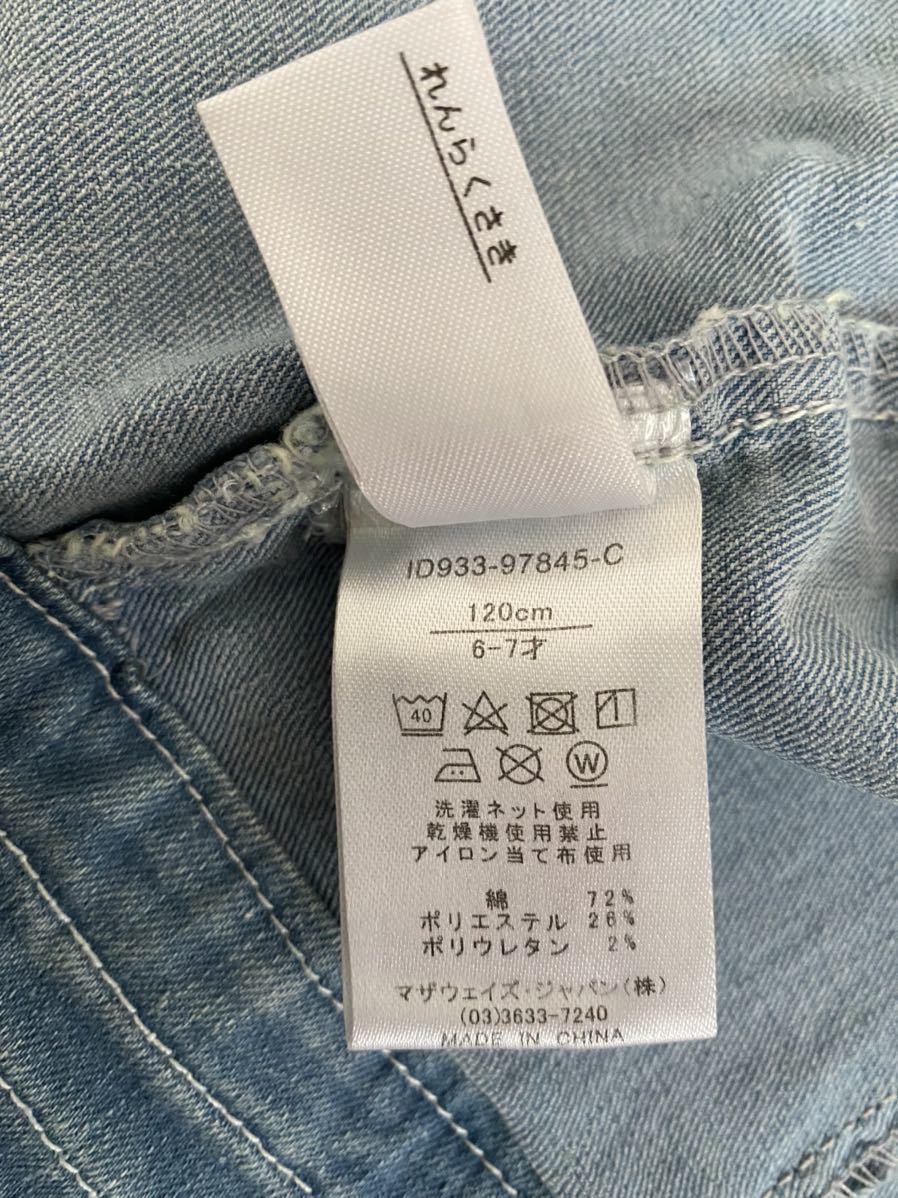 れんらくさき
ID933-97845-C
120cm
6-7才
40
W
洗濯ネット使用
乾燥機使用禁止
アイロン当て布使用
綿 72%
ポリエステル 26%
ポリウレタン 2%
マザウェイズ・ジャパン(株)
(03)3633-7240
MADE IN CHINA